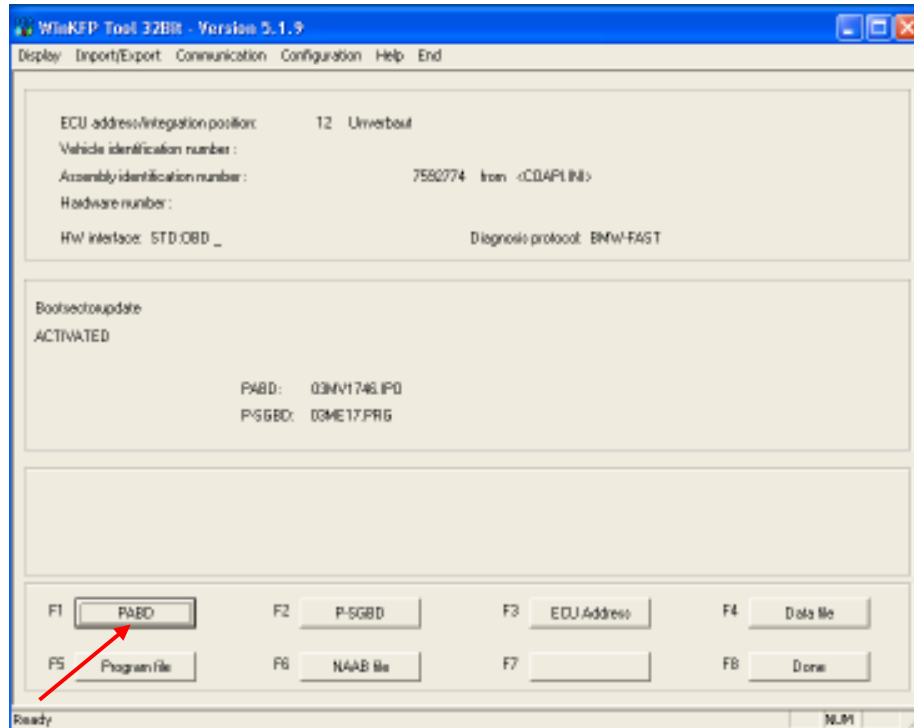 WinKFP Tool 32Bit - Version 5.1.9
Display Import/Export Communication Configuration Help End
ECU address/integration position: 12 Unverbaut
Vehicle identification number :
Assembly identification number : 7592774 from <COAPI.INI>
Hardware number :
HW interface: STD:OBD _ Diagnosis protocol: BMW-FAST
Bootsectorupdate
ACTIVATED
PABD: 03MV1746.IPO
P-SGBD: 03ME17.PRG
F1 PABD F2 P-SGBD F3 ECU Address F4 Data file
F5 Program file F6 NAAB file F7 F8 Done
Ready NUM